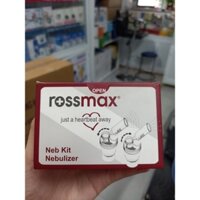 OPEN
rossmax®
just a heartbeat away
Neb Kit
Nebulizer